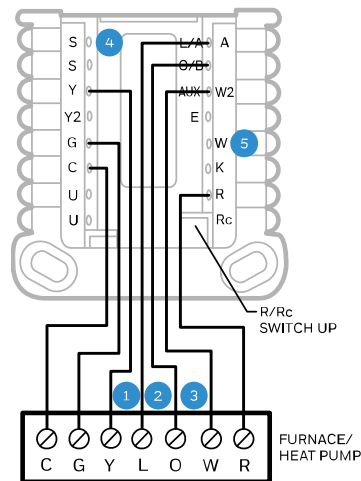 S 4 L/A A
S O/B
Y AUX W2
Y2 E
G W 5
C K
U R
U Rc
R/Rc
SWITCH UP
1 2 3
C G Y L O W R
FURNACE/
HEAT PUMP